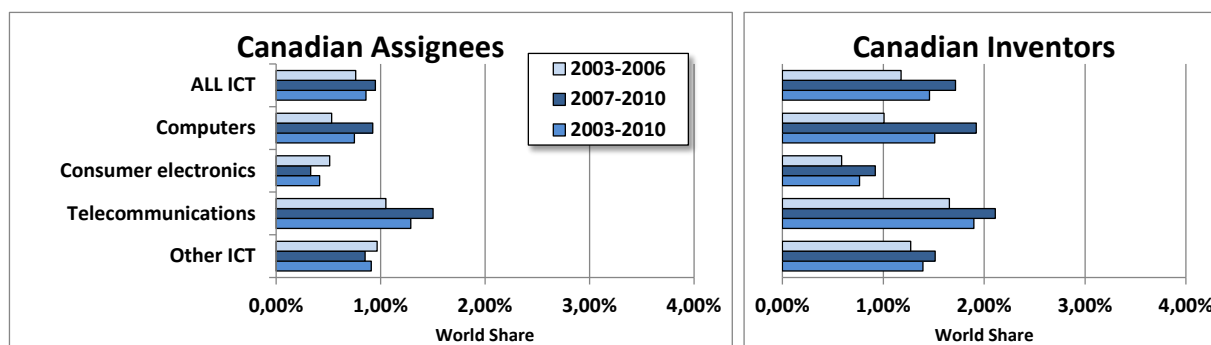 Canadian Assignees
2003-2006
2007-2010
2003-2010
ALL ICT
Computers
Consumer electronics
Telecommunications
Other ICT
0,00% 1,00% 2,00% 3,00% 4,00%
World Share
Canadian Inventors
0,00% 1,00% 2,00% 3,00% 4,00%
World Share